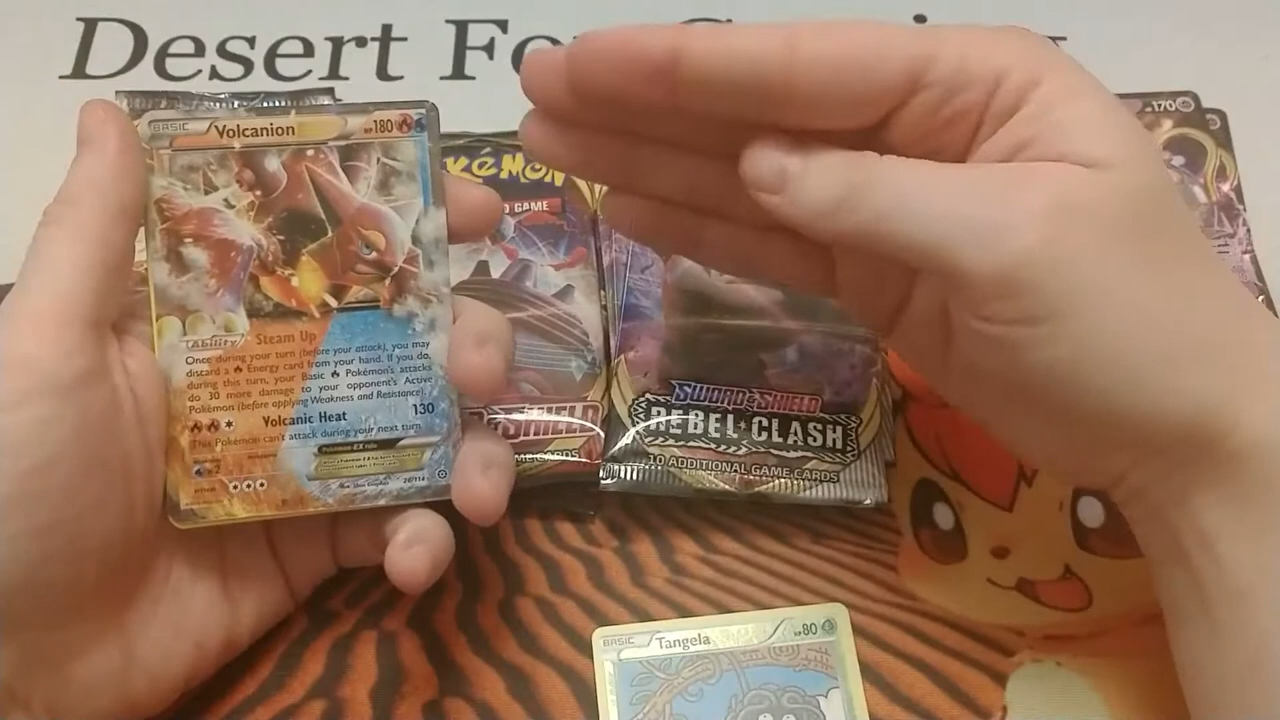 Desert Fo
BASIC Volcanion HP180
Ability Steam Up
Once during your turn (before your attack), you may
discard a Energy card from your hand. If you do,
during this turn, your Basic Pokémon's attacks
do 30 more damage to your opponent's Active
Pokémon (before applying Weakness and Resistance).
Volcanic Heat 130
This Pokémon can't attack during your next turn
Pokémon-EX rule
26/114
KéMON
GAME
SHIELD
ME CARDS
SWORD & SHIELD
REBEL CLASH
10 ADDITIONAL GAME CARDS
170
BASIC Tangela HP80